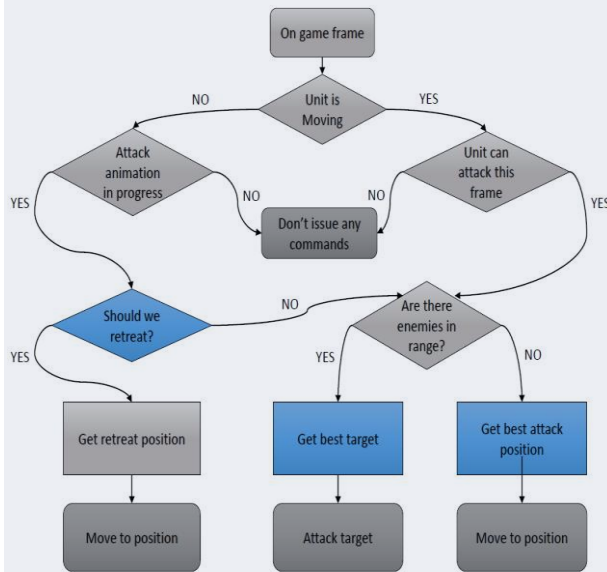 On game frame
NO
Unit is
Moving
YES
Attack
animation
in progress
Unit can
attack this
frame
YES
NO
NO
YES
Don't issue any
commands
Should we
retreat?
NO
Are there
enemies in
range?
YES
YES
NO
Get retreat position
Get best target
Get best attack
position
Move to position
Attack target
Move to position